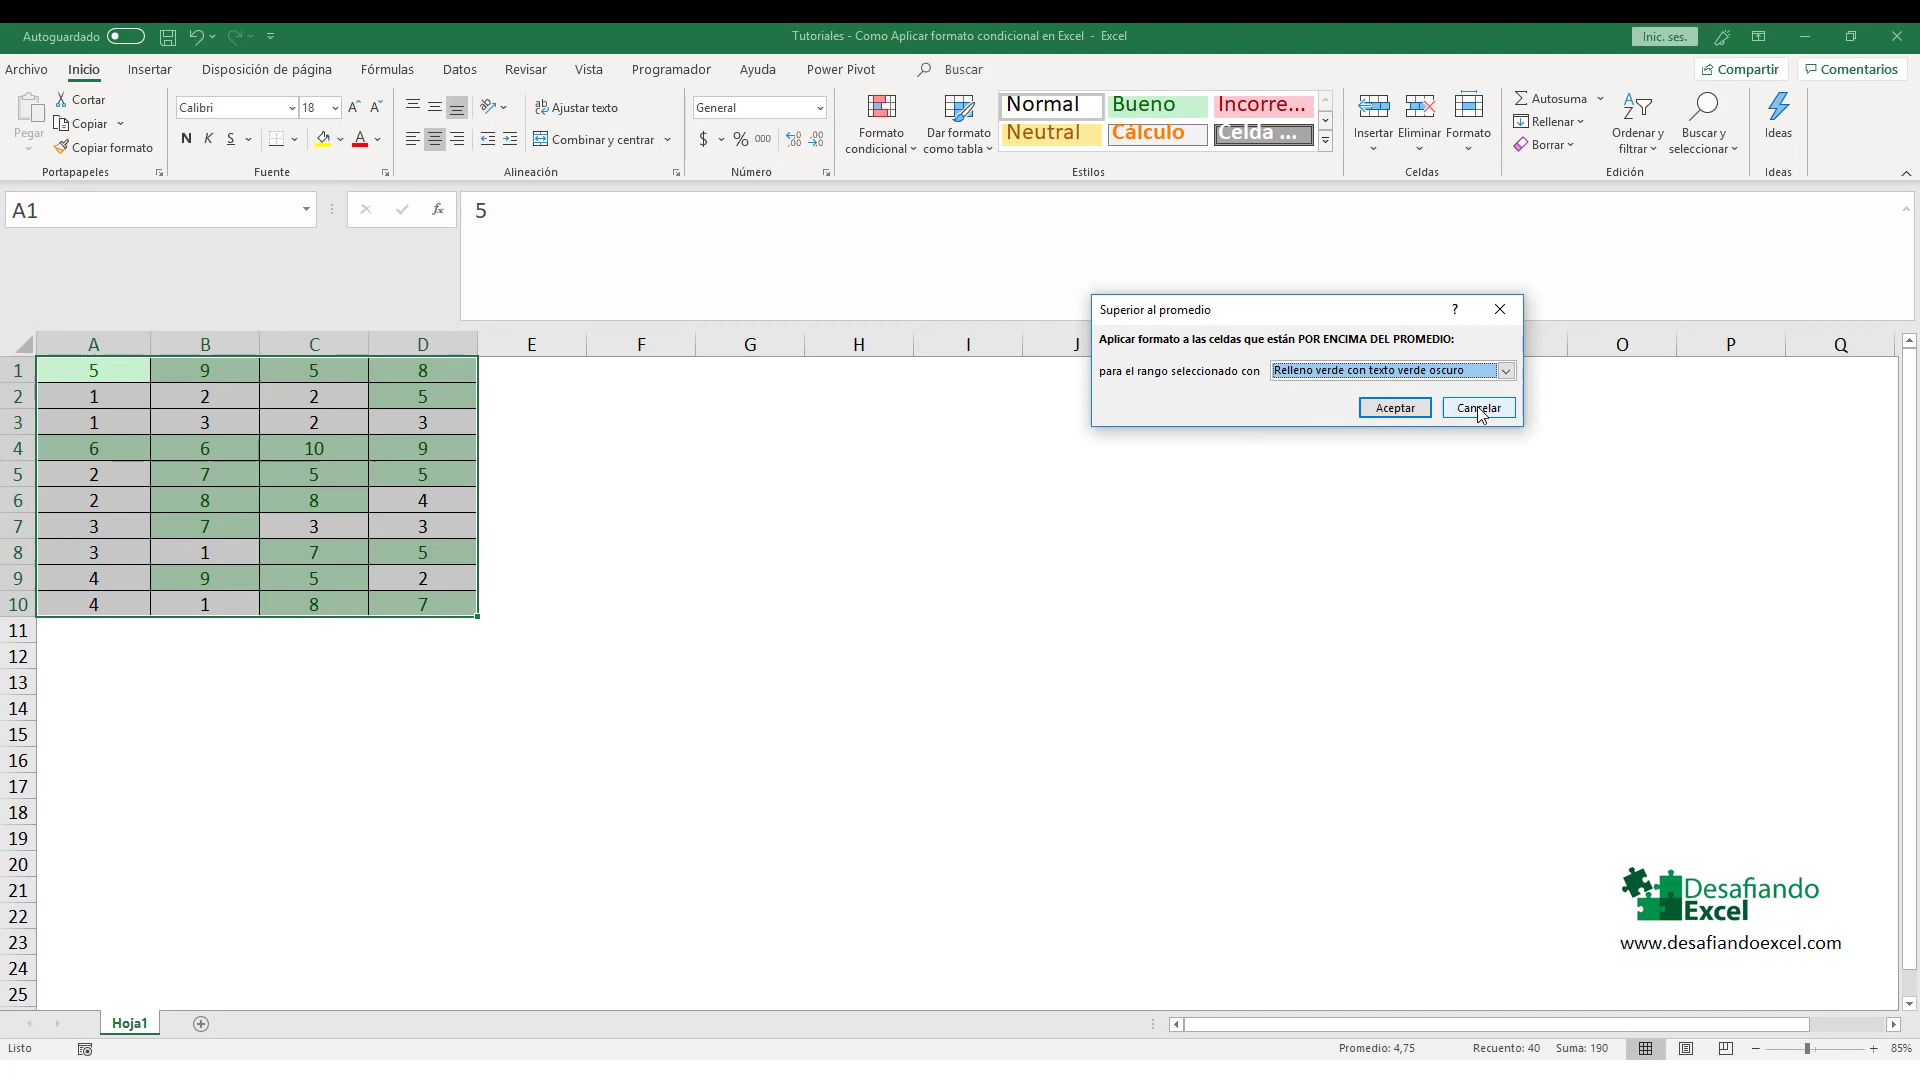 Autoguardado
Tutoriales - Como Aplicar formato condicional en Excel - Excel
Inic. ses.
Archivo Inicio Insertar Disposición de página Fórmulas Datos Revisar Vista Programador Ayuda Power Pivot Buscar Compartir Comentarios
Pegar
Cortar
Copiar
Copiar formato
Portapapeles
Calibri 18
N K S
Fuente
Ajustar texto
Combinar y centrar
Alineación
General
$ % 000
Número
Formato condicional
Dar formato como tabla
Normal Bueno Incorre...
Neutral Cálculo Celda ...
Estilos
Insertar Eliminar Formato
Celdas
Autosuma
Rellenar
Borrar
Ordenar y filtrar
Buscar y seleccionar
Edición
Ideas
Ideas
A1 fx 5
Superior al promedio ?
Aplicar formato a las celdas que están POR ENCIMA DEL PROMEDIO:
para el rango seleccionado con Relleno verde con texto verde oscuro
Aceptar Cancelar
A B C D E F G H I J O P Q
1 5 9 5 8
2 1 2 2 5
3 1 3 2 3
4 6 6 10 9
5 2 7 5 5
6 2 8 8 4
7 3 7 3 3
8 3 1 7 5
9 4 9 5 2
10 4 1 8 7
11
12
13
14
15
16
17
18
19
20
21
22
23
24
25
Desafiando
Excel
www.desafiandoexcel.com
Hoja1
Listo
Promedio: 4,75 Recuento: 40 Suma: 190
85%